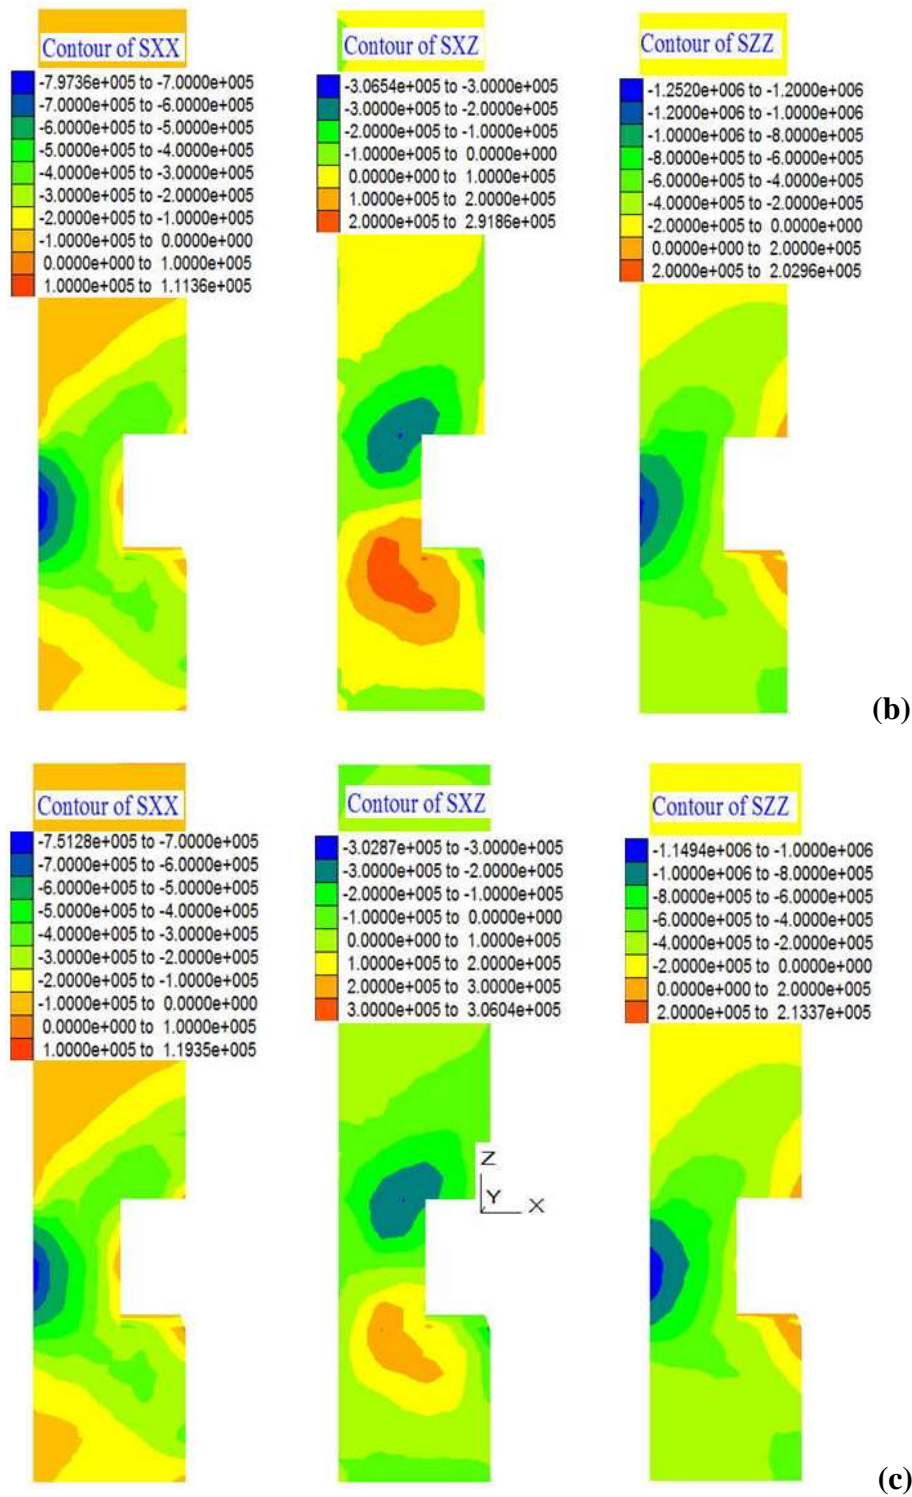 Contour of SXX
-7.9736e+005 to -7.0000e+005
-7.0000e+005 to -6.0000e+005
-6.0000e+005 to -5.0000e+005
-5.0000e+005 to -4.0000e+005
-4.0000e+005 to -3.0000e+005
-3.0000e+005 to -2.0000e+005
-2.0000e+005 to -1.0000e+005
-1.0000e+005 to 0.0000e+000
0.0000e+000 to 1.0000e+005
1.0000e+005 to 1.1136e+005
Contour of SXZ
-3.0654e+005 to -3.0000e+005
-3.0000e+005 to -2.0000e+005
-2.0000e+005 to -1.0000e+005
-1.0000e+005 to 0.0000e+000
0.0000e+000 to 1.0000e+005
1.0000e+005 to 2.0000e+005
2.0000e+005 to 2.9186e+005
Contour of SZZ
-1.2520e+006 to -1.2000e+006
-1.2000e+006 to -1.0000e+006
-1.0000e+006 to -8.0000e+005
-8.0000e+005 to -6.0000e+005
-6.0000e+005 to -4.0000e+005
-4.0000e+005 to -2.0000e+005
-2.0000e+005 to 0.0000e+000
0.0000e+000 to 2.0000e+005
2.0000e+005 to 2.0296e+005
(b)
Contour of SXX
-7.5128e+005 to -7.0000e+005
-7.0000e+005 to -6.0000e+005
-6.0000e+005 to -5.0000e+005
-5.0000e+005 to -4.0000e+005
-4.0000e+005 to -3.0000e+005
-3.0000e+005 to -2.0000e+005
-2.0000e+005 to -1.0000e+005
-1.0000e+005 to 0.0000e+000
0.0000e+000 to 1.0000e+005
1.0000e+005 to 1.1935e+005
Contour of SXZ
-3.0287e+005 to -3.0000e+005
-3.0000e+005 to -2.0000e+005
-2.0000e+005 to -1.0000e+005
-1.0000e+005 to 0.0000e+000
0.0000e+000 to 1.0000e+005
1.0000e+005 to 2.0000e+005
2.0000e+005 to 3.0000e+005
3.0000e+005 to 3.0604e+005
Z
Y
X
Contour of SZZ
-1.1494e+006 to -1.0000e+006
-1.0000e+006 to -8.0000e+005
-8.0000e+005 to -6.0000e+005
-6.0000e+005 to -4.0000e+005
-4.0000e+005 to -2.0000e+005
-2.0000e+005 to 0.0000e+000
0.0000e+000 to 2.0000e+005
2.0000e+005 to 2.1337e+005
(c)